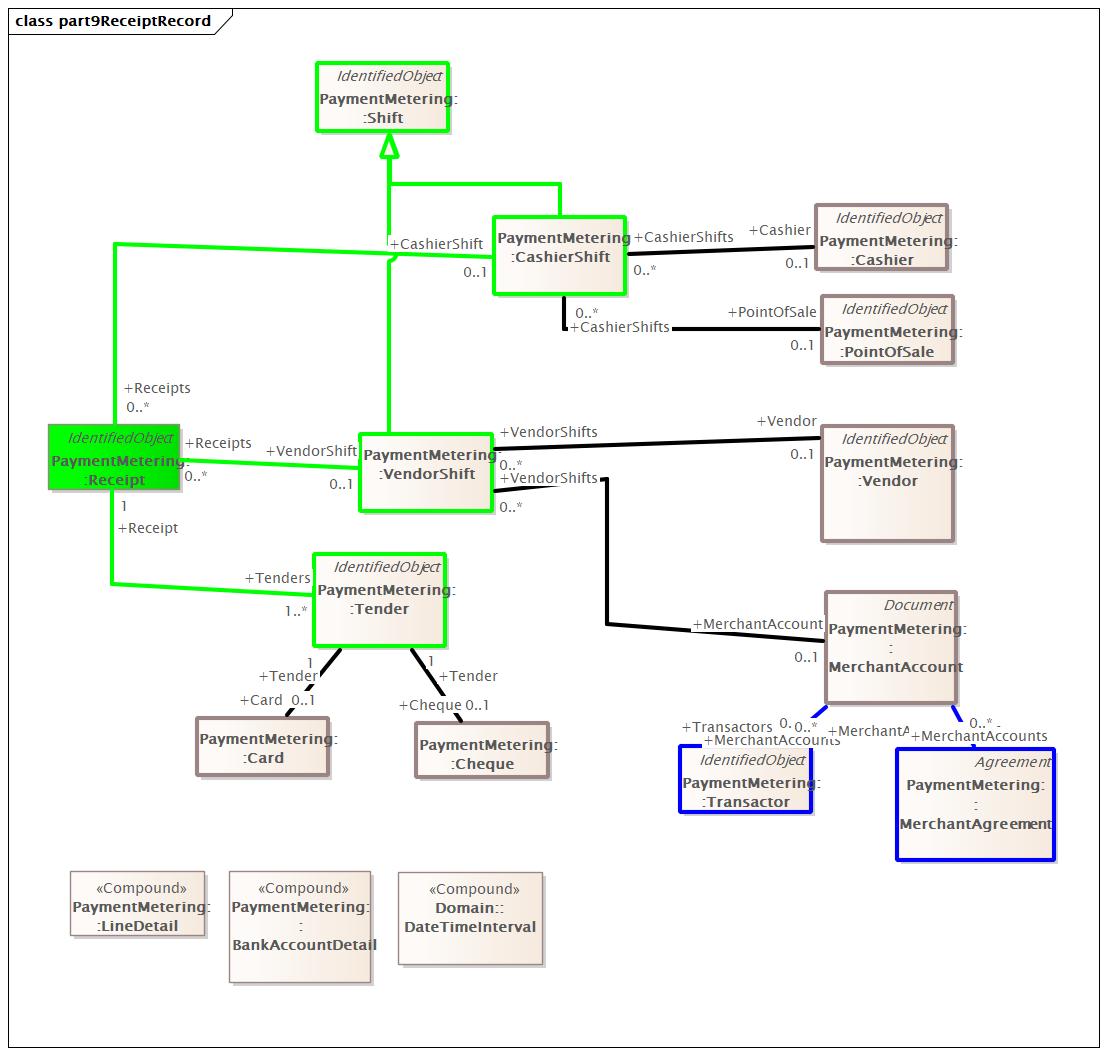 class part9ReceiptRecord
IdentifiedObject
PaymentMetering:
:Shift
+CashierShift
0..1
PaymentMetering
:CashierShift
+CashierShifts
0..*
+Cashier
0..1
IdentifiedObject
PaymentMetering:
:Cashier
0..*
+CashierShifts
+PointOfSale
0..1
IdentifiedObject
PaymentMetering:
:PointOfSale
+Receipts
0..*
IdentifiedObject
PaymentMetering:
:Receipt
+Receipts
0..*
+VendorShift
0..1
PaymentMetering:
:VendorShift
+VendorShifts
0..*
+Vendor
0..1
IdentifiedObject
PaymentMetering:
:Vendor
+VendorShifts
0..*
1
+Receipt
+Tenders
1..*
IdentifiedObject
PaymentMetering:
:Tender
+MerchantAccount
0..1
Document
PaymentMetering:
:
MerchantAccount
1
+Tender
+Card 0..1
1
+Tender
+Cheque 0..1
PaymentMetering:
:Card
PaymentMetering:
:Cheque
+Transactors 0..
0..*
+MerchantAccounts
+MerchantA
0..*
+MerchantAccounts
IdentifiedObject
PaymentMetering:
:Transactor
Agreement
PaymentMetering:
:
MerchantAgreement
«Compound»
PaymentMetering:
:LineDetail
«Compound»
PaymentMetering:
:
BankAccountDetail
«Compound»
Domain::
DateTimeInterval